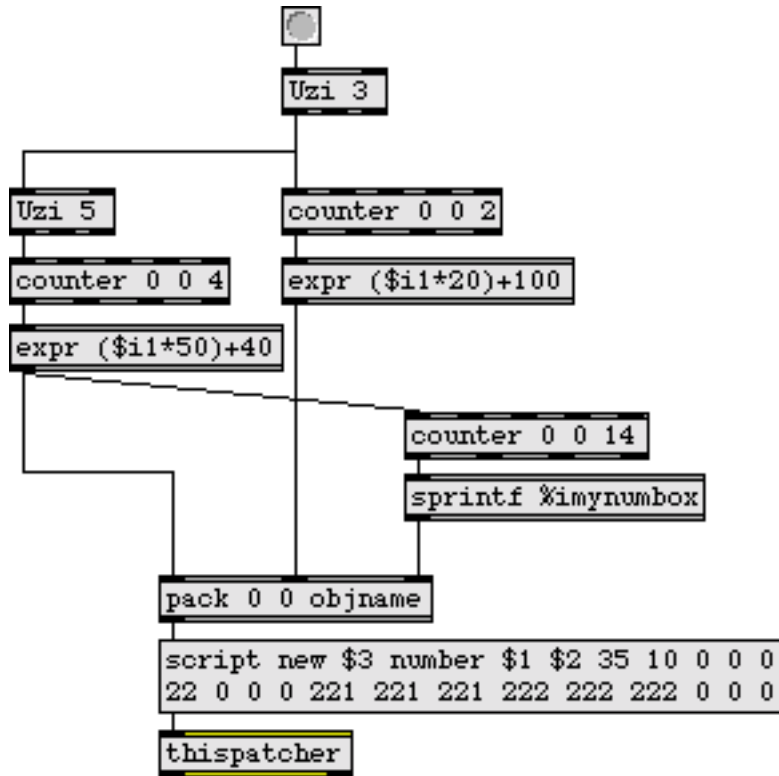 Uzi 3
Uzi 5
counter 0 0 2
counter 0 0 4
expr ($i1*20)+100
expr ($i1*50)+40
counter 0 0 14
sprintf %imynumbox
pack 0 0 objname
script new $3 number $1 $2 35 10 0 0 0
22 0 0 0 221 221 221 222 222 222 0 0 0
thispatcher